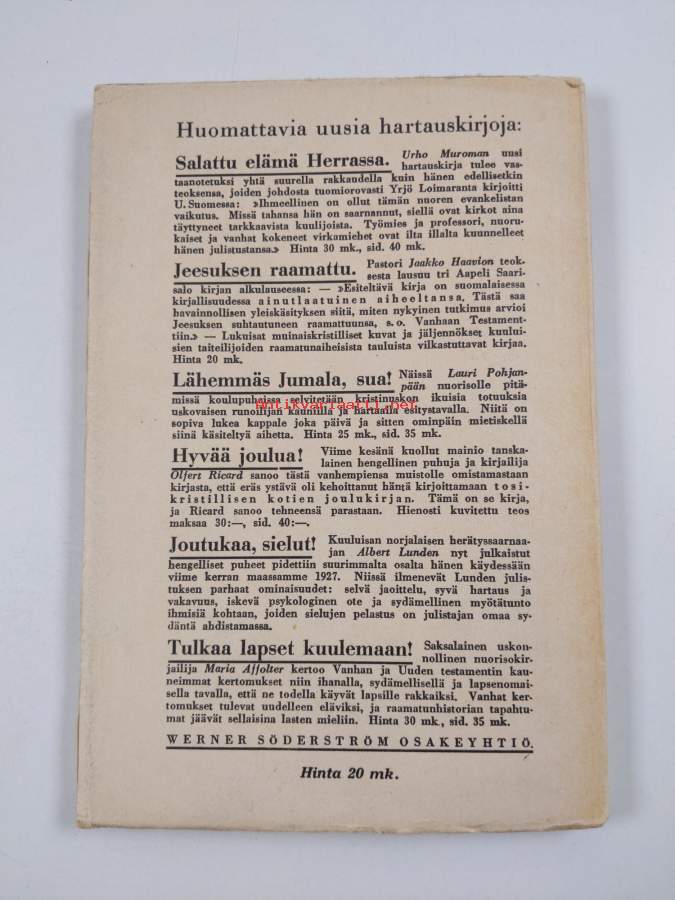 Huomattavia uusia hartauskirjoja:
Salattu elämä Herrassa. Urho Muroman uusi
hartauskirja tulee vas-
taanotetuksi yhtä suurella rakkaudella kuin hänen edellisetkin
teoksensa, joiden johdosta tuomiorovasti Yrjö Loimaranta kirjoitti
U. Suomessa: »Ihmeellinen on ollut tämän nuoren evankelistan
vaikutus. Missä tahansa hän on saarnannut, siellä ovat kirkot aina
täyttyneet tarkkaavista kuulijoista. Työmies ja professori, nuoru-
kaiset ja vanhat kokeneet virkamiehet ovat ilta illalta kuunnelleet
hänen julistustansa.» Hinta 30 mk., sid. 40 mk.
Jeesuksen raamattu. Pastori Jaakko Haavion teok-
sesta lausuu tri Aapeli Saari-
salo kirjan alkulauseessa: — »Esiteltävä kirja on suomalaisessa
kirjallisuudessa ainutlaatuinen aiheeltansa. Tästä saa
havainnollisen yleiskäsityksen siitä, miten nykyinen tutkimus arvioi
Jeesuksen suhtautuneen raamattuunsa, s. o. Vanhaan Testament-
tiin.» — Lukuisat muinaiskristilliset kuvat ja jäljennökset kuului-
sien taiteilijoiden raamatunaiheisista tauluista vilkastuttavat kirjaa.
Hinta 20 mk.
Lähemmäs Jumala, sua! Näissä Lauri Pohjan-
pään nuorisolle pitä-
missä koulupuheissa selvitetään kristinuskon ikuisia totuuksia
Antikvariaatti.net
uskovaisen runoilijan kauniilla ja hartaalla esitystavalla. Niitä on
sopiva lukea kappale joka päivä ja sitten ominpäin mietiskellä
siinä käsiteltyä aihetta. Hinta 25 mk., sid. 35 mk.
Hyvää joulua! Viime kesänä kuollut mainio tanska-
lainen hengellinen puhuja ja kirjailija
Olfert Ricard sanoo tästä vanhempiensa muistolle omistamastaan
kirjasta, että eräs ystävä oli kehoittanut häntä kirjoittamaan tosi-
kristillisen kotien joulukirjan. Tämä on se kirja,
ja Ricard sanoo tehneensä parastaan. Hienosti kuvitettu teos
maksaa 30:—, sid. 40:—.
Joutukaa, sielut! Kuuluisan norjalaisen herätyssaarnaa-
jan Albert Lunden nyt julkaistut
hengelliset puheet pidettiin suurimmalta osalta hänen käydessään
viime kerran maassamme 1927. Niissä ilmenevät Lunden julis-
tuksen parhaat ominaisuudet: selvä jaoittelu, syvä hartaus ja
vakavuus, iskevä psykologinen ote ja sydämellinen myötätunto
ihmisiä kohtaan, joiden sielujen pelastus on julistajan omaa sy-
däntä ahdistamassa.
Tulkaa lapset kuulemaan! Saksalainen uskon-
nollinen nuorisokir-
jailija Maria Affolter kertoo Vanhan ja Uuden testamentin kau-
neimmat kertomukset niin ihanalla, sydämellisellä ja lapsenomai-
sella tavalla, että ne todella käyvät lapsille rakkaiksi. Vanhat ker-
tomukset tulevat uudelleen eläviksi, ja raamatunhistorian tapahtu-
mat jäävät sellaisina lasten mieliin. Hinta 30 mk., sid. 35 mk.
WERNER SÖDERSTRÖM OSAKEYHTIÖ.
Hinta 20 mk.